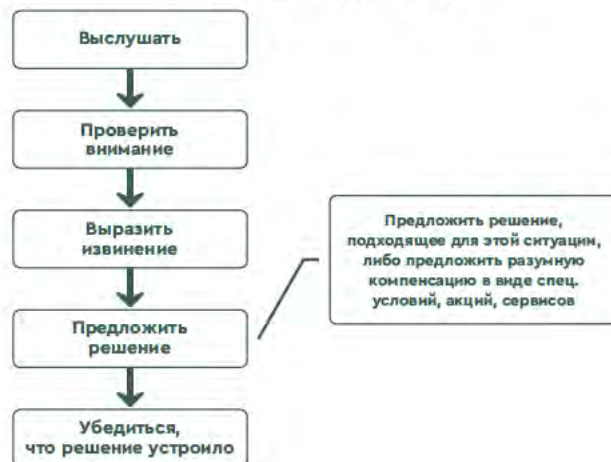 Выслушать
Проверить
внимание
Выразить
извинение
Предложить
решение
Предложить решение,
подходящее для этой ситуации,
либо предложить разумную
компенсацию в виде спец.
условий, акций, сервисов
Убедиться,
что решение устроило